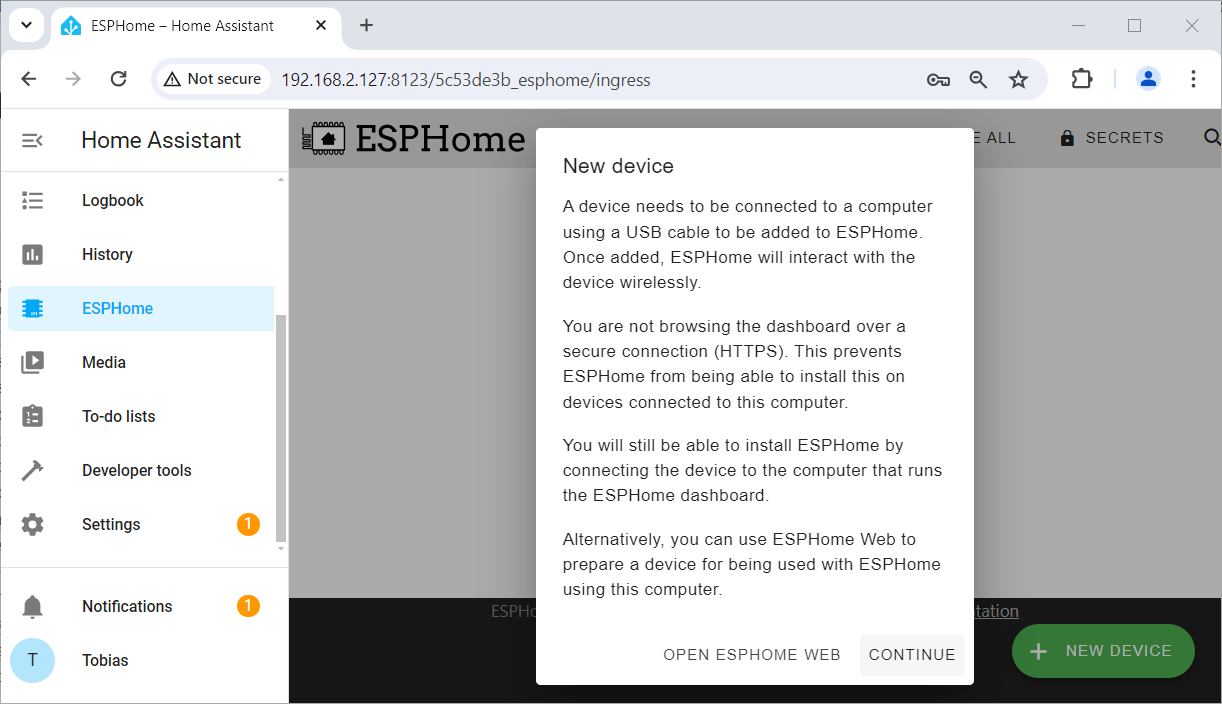 ESPHome – Home Assistant
Not secure
192.168.2.127:8123/5c53de3b_esphome/ingress
Home Assistant
Logbook
History
ESPHome
Media
To-do lists
Developer tools
Settings
1
Notifications
1
T
Tobias
ESPHome
E ALL
SECRETS
New device
A device needs to be connected to a computer
using a USB cable to be added to ESPHome.
Once added, ESPHome will interact with the
device wirelessly.
You are not browsing the dashboard over a
secure connection (HTTPS). This prevents
ESPHome from being able to install this on
devices connected to this computer.
You will still be able to install ESPHome by
connecting the device to the computer that runs
the ESPHome dashboard.
Alternatively, you can use ESPHome Web to
prepare a device for being used with ESPHome
using this computer.
OPEN ESPHOME WEB
CONTINUE
NEW DEVICE